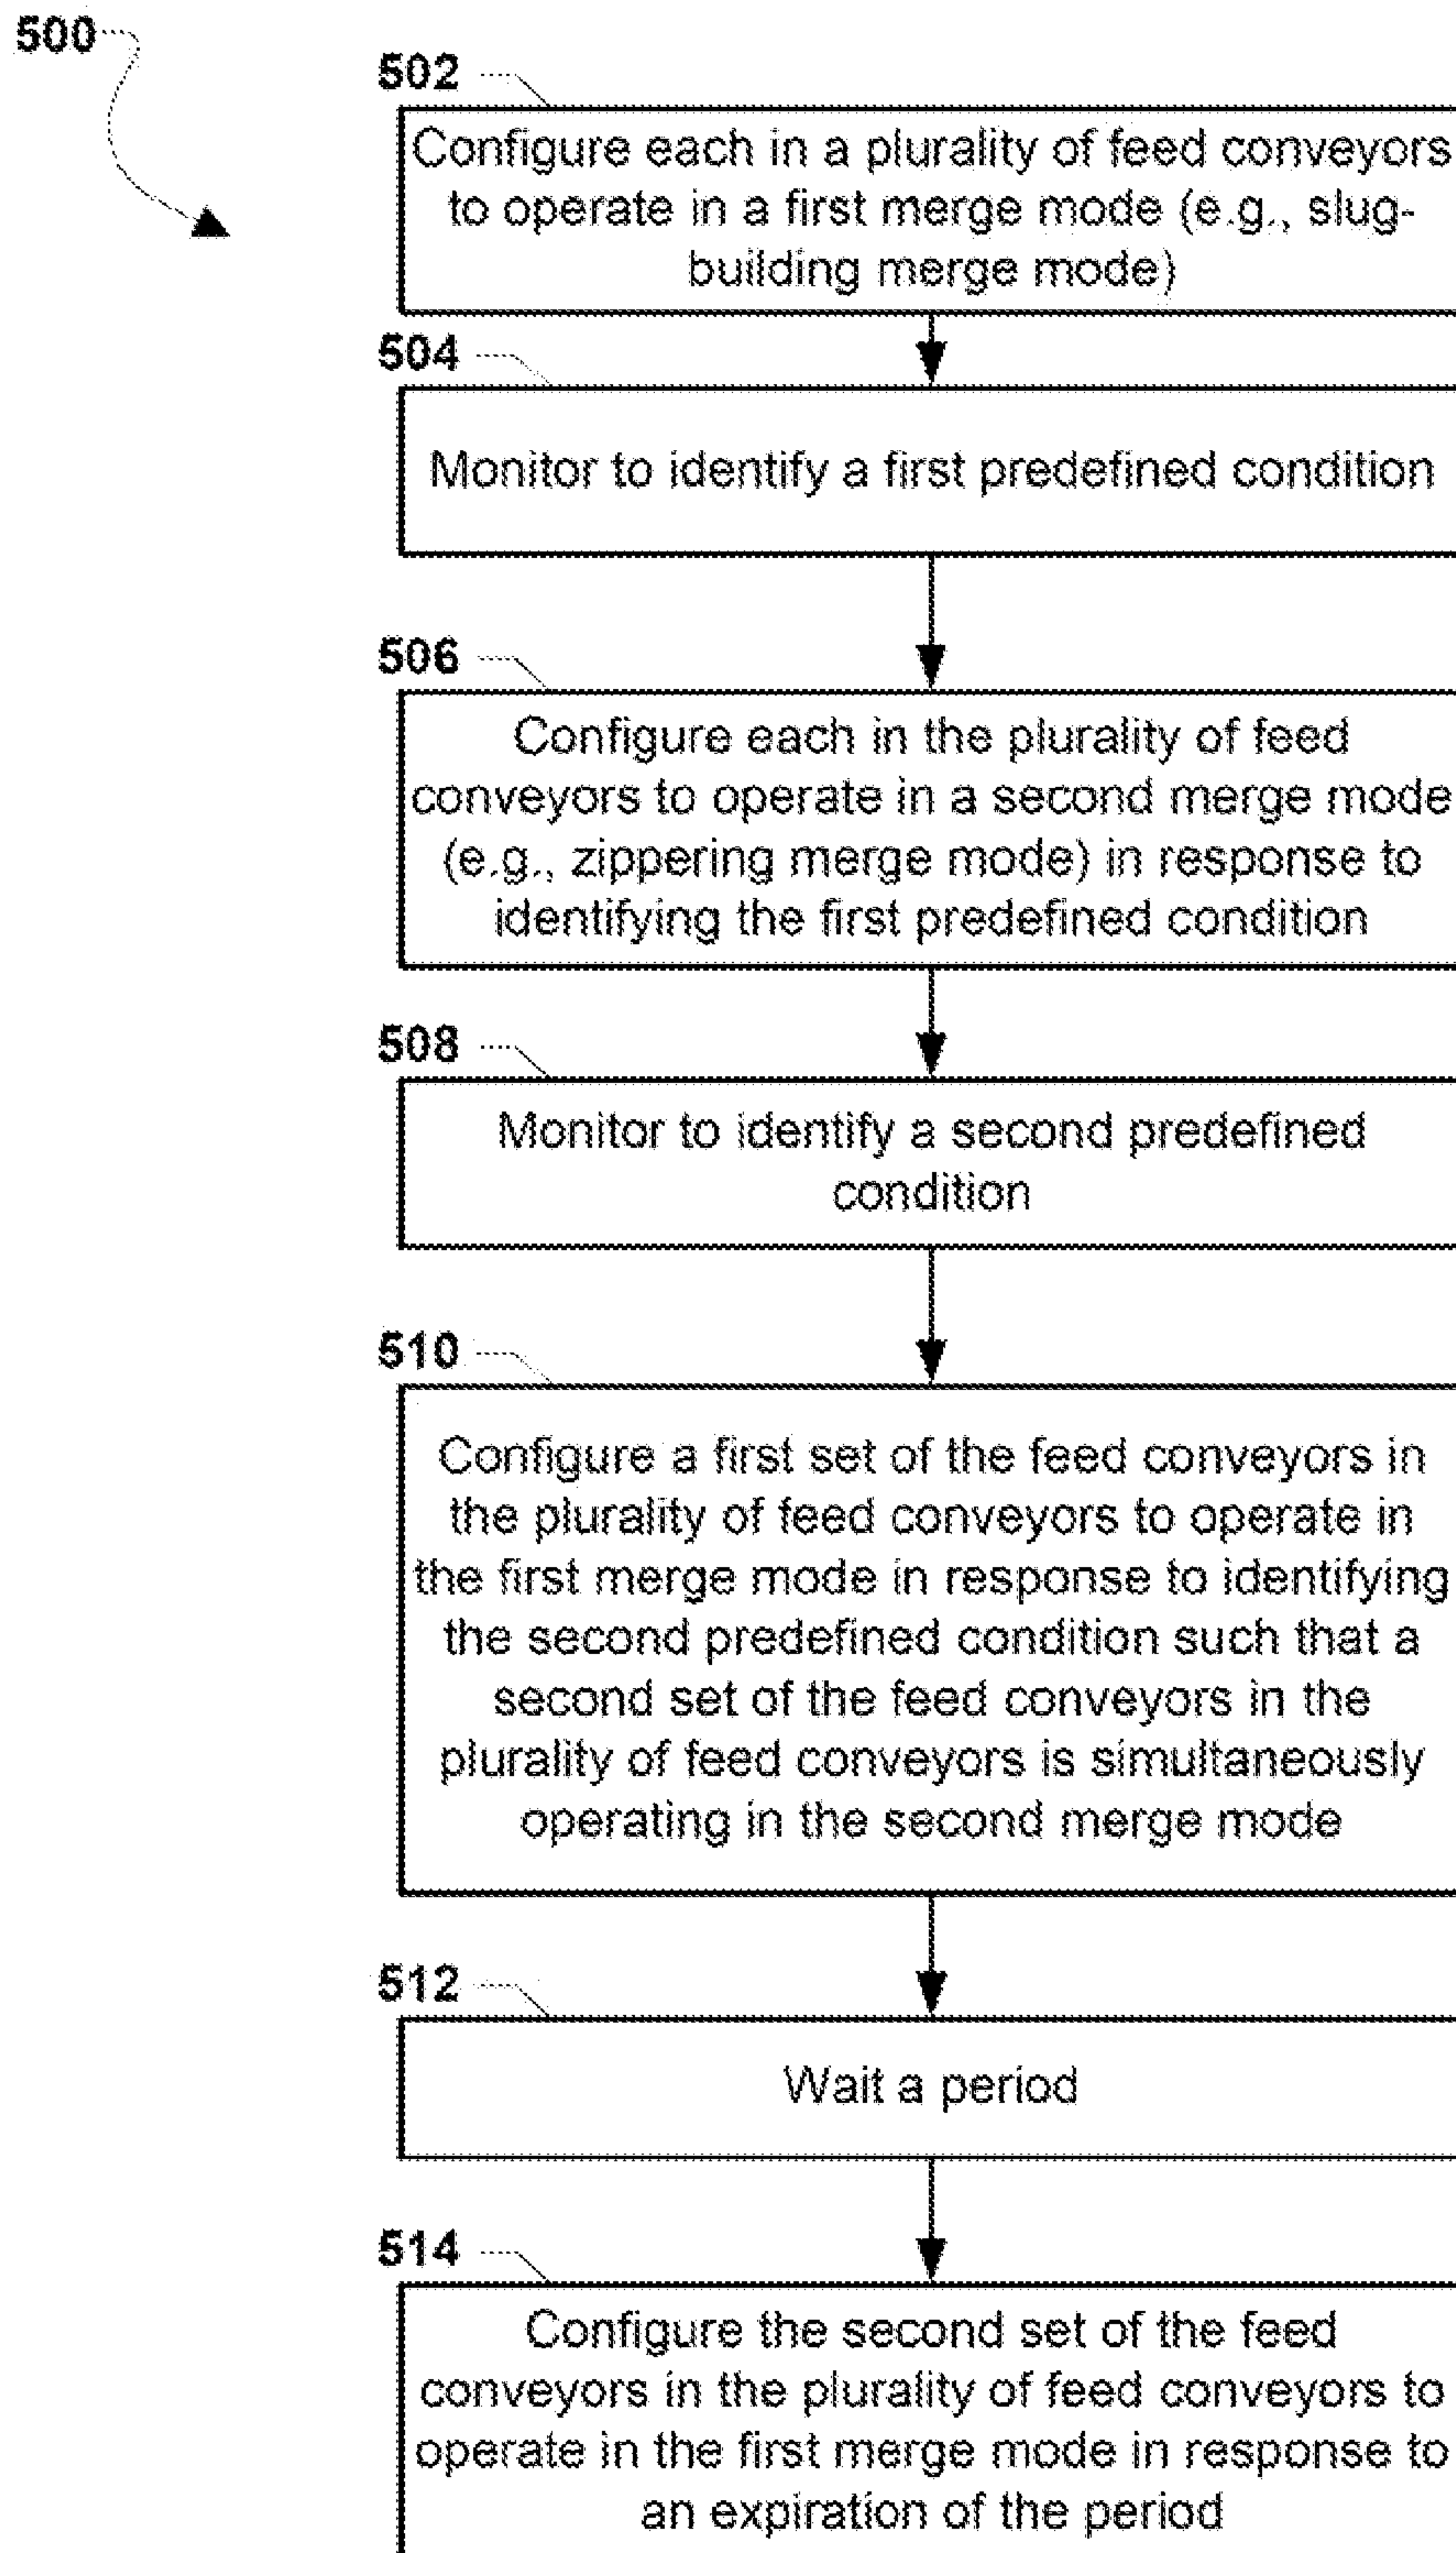 500
502
Configure each in a plurality of feed conveyors
to operate in a first merge mode (e.g., slug-
building merge mode)
504
Monitor to identify a first predefined condition
506
Configure each in the plurality of feed
conveyors to operate in a second merge mode
(e.g., zippering merge mode) in response to
identifying the first predefined condition
508
Monitor to identify a second predefined
condition
510
Configure a first set of the feed conveyors in
the plurality of feed conveyors to operate in
the first merge mode in response to identifying
the second predefined condition such that a
second set of the feed conveyors in the
plurality of feed conveyors is simultaneously
operating in the second merge mode
512
Wait a period
514
Configure the second set of the feed
conveyors in the plurality of feed conveyors to
operate in the first merge mode in response to
an expiration of the period